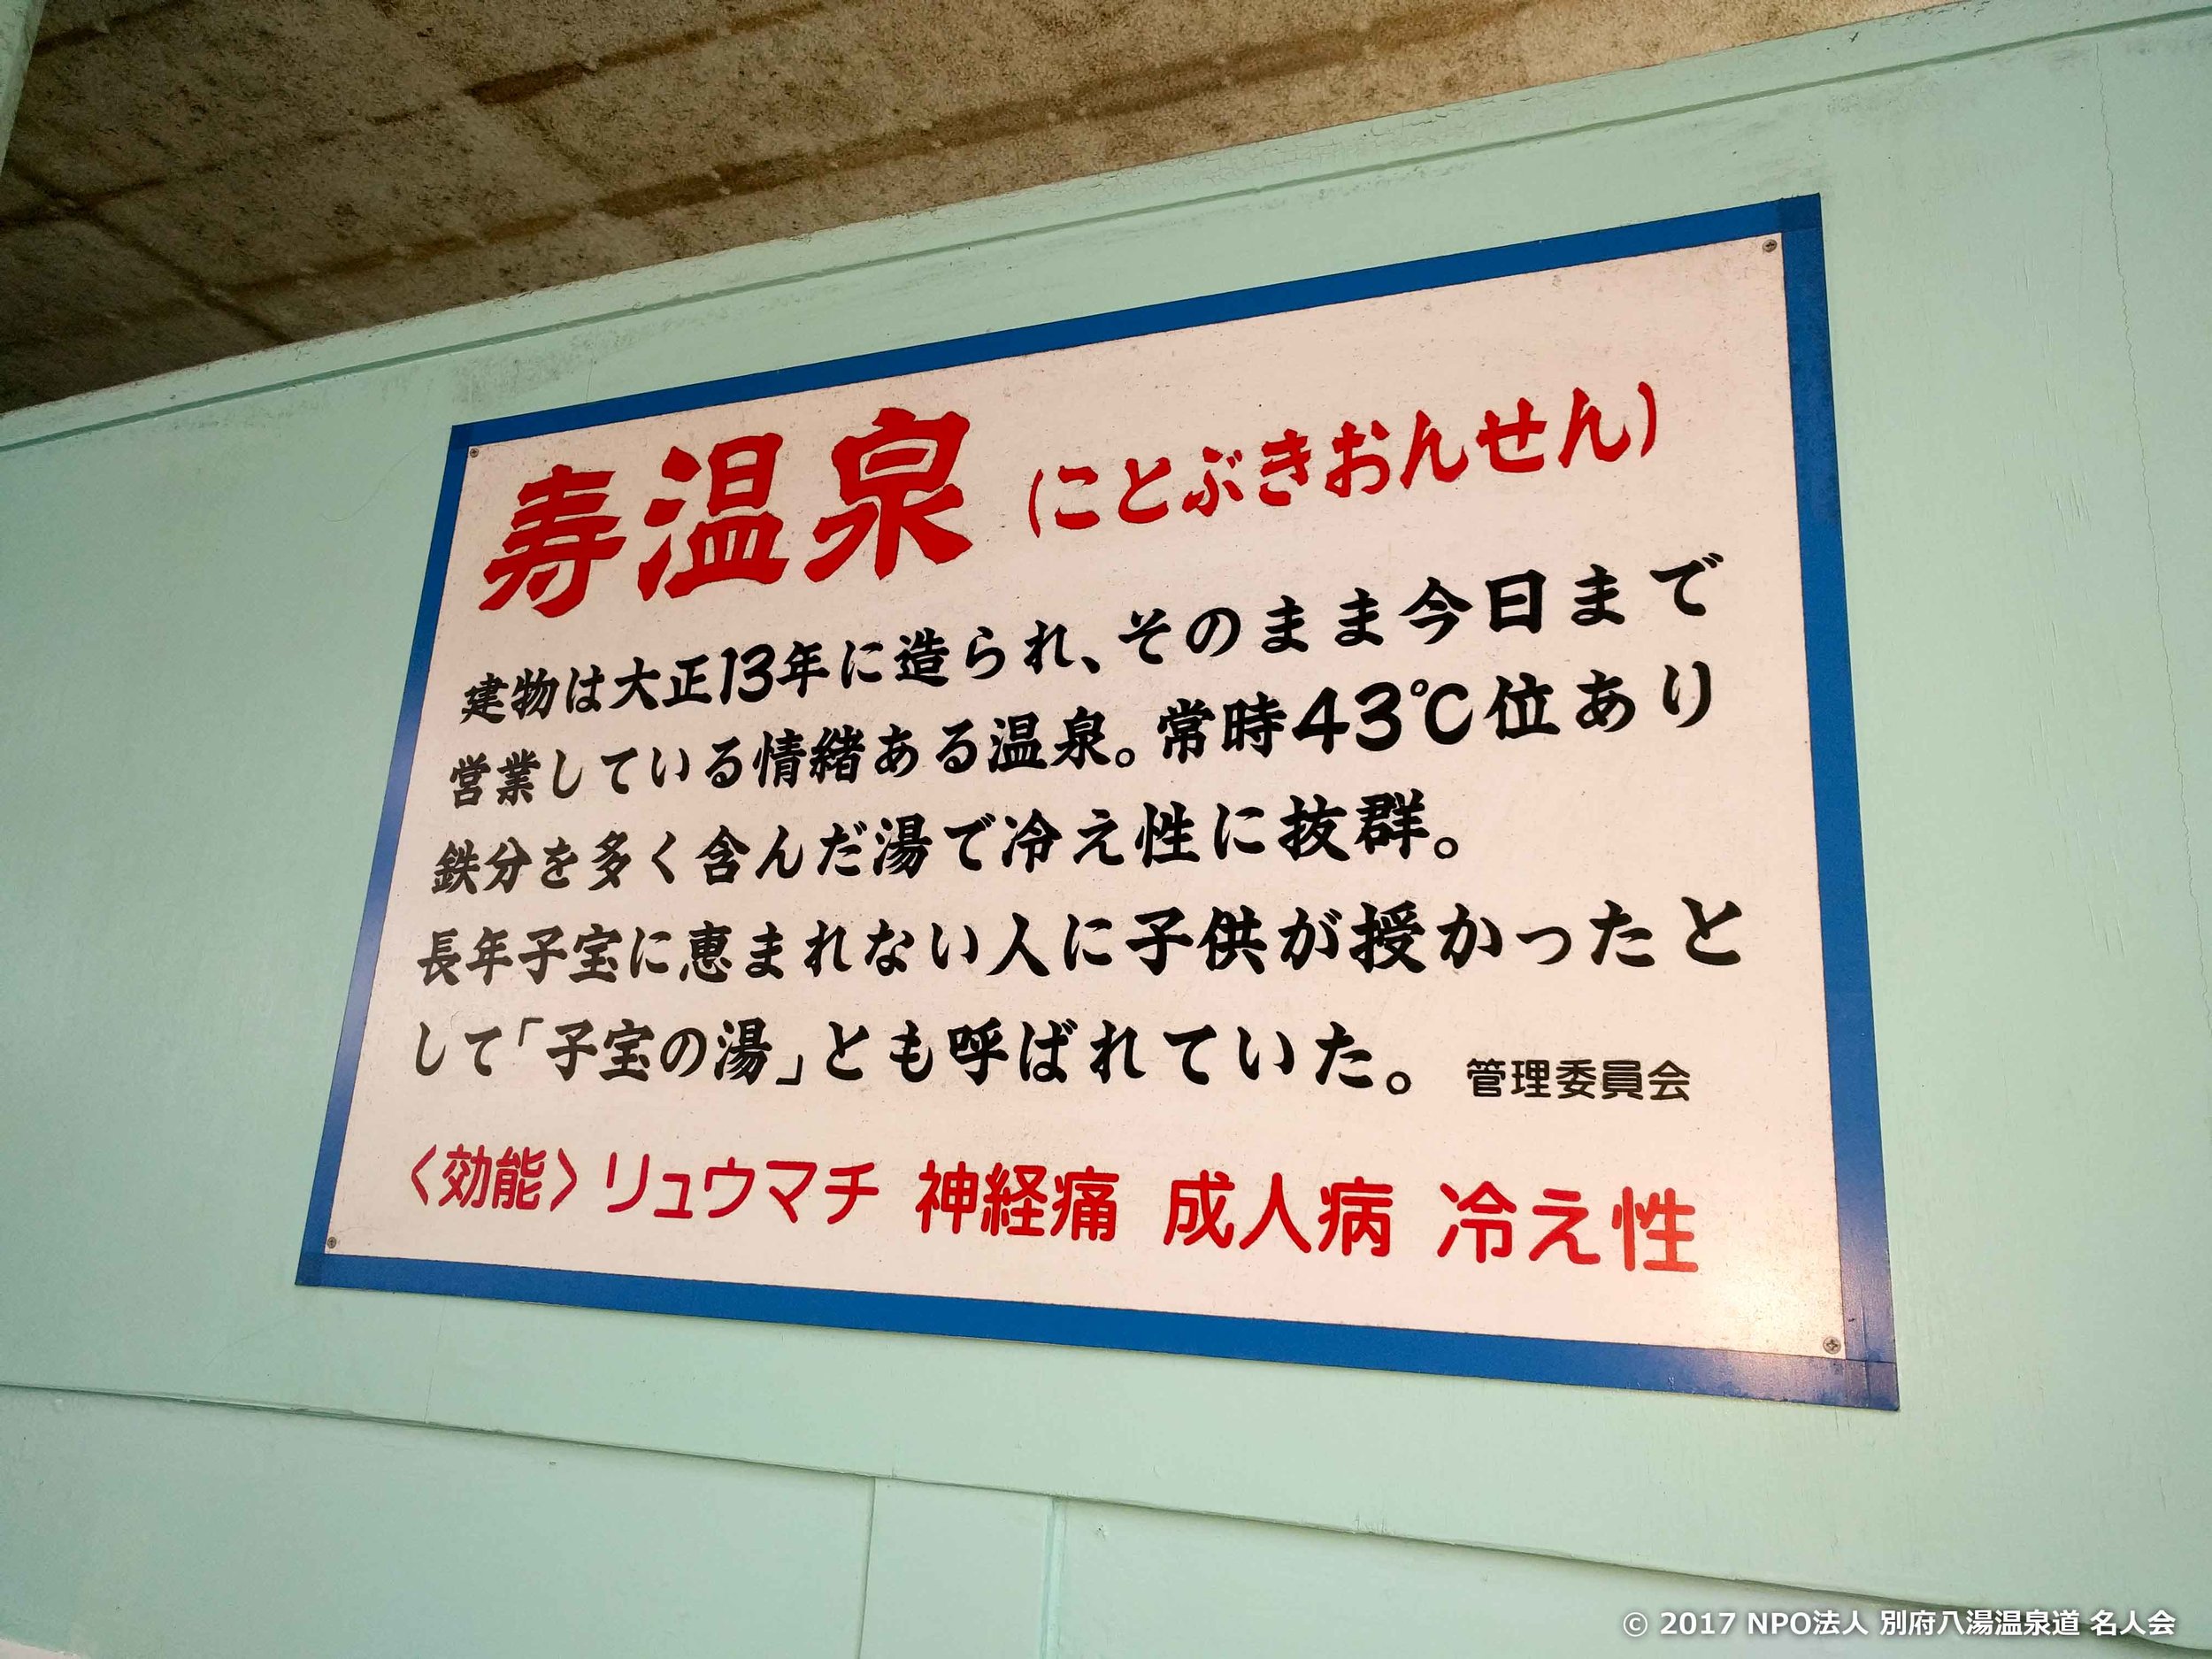 寿温泉 (ことぶきおんせん)
建物は大正13年に造られ、そのまま今日まで
営業している情緒ある温泉。常時43℃位あり
鉄分を多く含んだ湯で冷え性に抜群。
長年子宝に恵まれない人に子供が授かったと
して「子宝の湯」とも呼ばれていた。 管理委員会
〈効能〉リュウマチ 神経痛 成人病 冷え性
© 2017 NPO法人 別府八湯温泉道 名人会